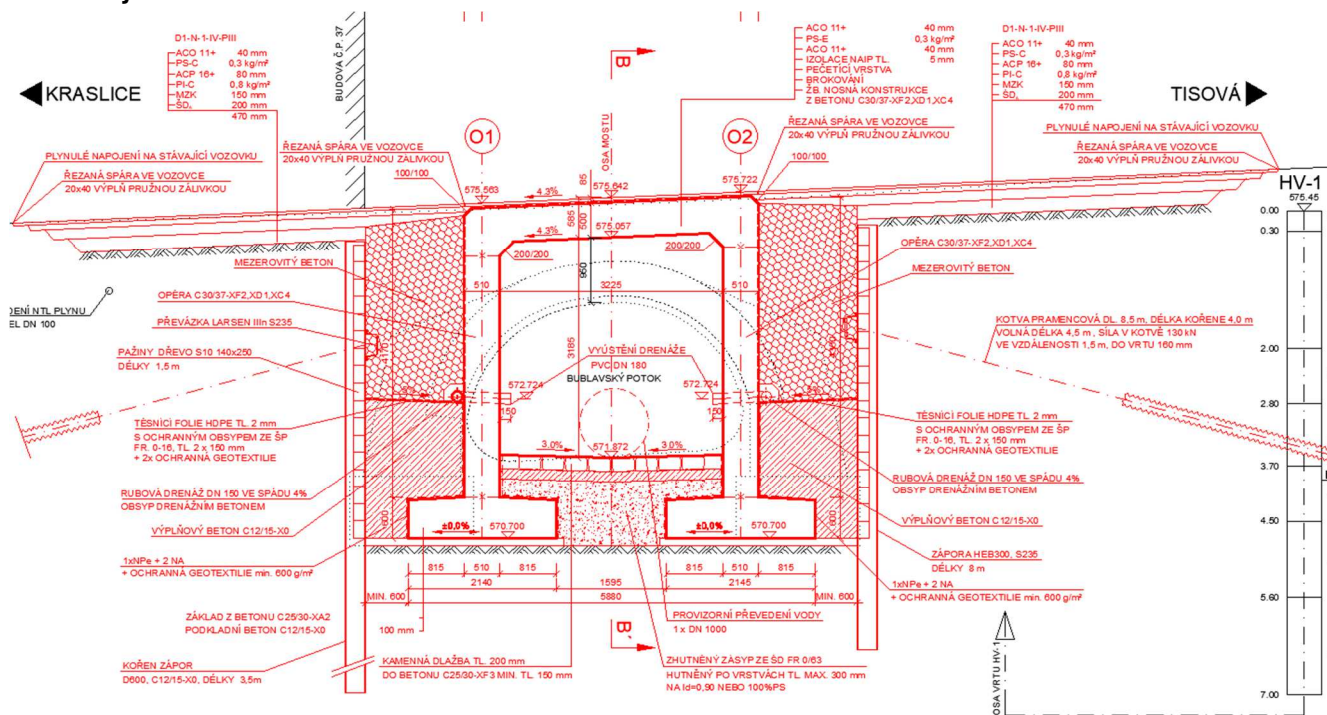 D1-N-1-IV-PIII
ACO 11+ 40 mm
PS-C 0,3 kg/m²
ACP 16+ 80 mm
PI-C 0,8 kg/m²
MZK 150 mm
ŠDₐ 200 mm
470 mm
BUDOVA Č.P. 37
KRASLICE
O1
B
OSA MOSTU
ACO 11+ 40 mm
PS-E 0,3 kg/m²
ACO 11+ 40 mm
IZOLACE NAIP TL. 5 mm
PEČETÍCÍ VRSTVA
BROKOVÁNÍ
ŽB. NOSNÁ KONSTRUKCE
Z BETONU C30/37-XF2,XD1,XC4
O2
D1-N-1-IV-PIII
ACO 11+ 40 mm
PS-C 0,3 kg/m²
ACP 16+ 80 mm
PI-C 0,8 kg/m²
MZK 150 mm
ŠDₐ 200 mm
470 mm
TISOVÁ
PLYNULÉ NAPOJENÍ NA STÁVAJÍCÍ VOZOVKU
ŘEZANÁ SPÁRA VE VOZOVCE
20x40 VÝPLŇ PRUŽNOU ZÁLIVKOU
ŘEZANÁ SPÁRA VE VOZOVCE
20x40 VÝPLŇ PRUŽNOU ZÁLIVKOU
100/100
ŘEZANÁ SPÁRA VE VOZOVCE
20x40 VÝPLŇ PRUŽNOU ZÁLIVKOU
100/100
PLYNULÉ NAPOJENÍ NA STÁVAJÍCÍ VOZOVKU
ŘEZANÁ SPÁRA VE VOZOVCE
20x40 VÝPLŇ PRUŽNOU ZÁLIVKOU
575.563
4.3%
85
575.642
575.722
585
500
575.057
4.3%
200/200
200/200
960
510
3225
510
3185
4170
HV-1
575.45
0.00
0.30
2.00
2.80
3.70
4.50
5.60
7.00
MEZEROVITÝ BETON
OPĚRA C30/37-XF2,XD1,XC4
PŘEVÁZKA LARSEN IIIn S235
PAŽINY DŘEVO S10 140x250
DÉLKY 1,5 m
DENÍ NTL PLYNU
EL DN 100
OPĚRA C30/37-XF2,XD1,XC4
MEZEROVITÝ BETON
KOTVA PRAMENCOVÁ DL. 8,5 m, DÉLKA KOŘENE 4,0 m
VOLNÁ DÉLKA 4,5 m, SÍLA V KOTVĚ 130 kN
VE VZDÁLENOSTI 1,5 m, DO VRTU 160 mm
VYÚSTĚNÍ DRENÁŽE
PVC DN 180
BUBLAVSKÝ POTOK
572.724
572.724
150
150
3.0%
571.872
3.0%
TĚSNÍCÍ FOLIE HDPE TL. 2 mm
S OCHRANNÝM OBSYPEM ZE ŠP
FR. 0-16, TL. 2 x 150 mm
+ 2x OCHRANNÁ GEOTEXTILIE
RUBOVÁ DRENÁŽ DN 150 VE SPÁDU 4%
OBSYP DRENÁŽNÍM BETONEM
VÝPLŇOVÝ BETON C12/15-X0
1xNPe + 2 NA
+ OCHRANNÁ GEOTEXTILIE min. 600 g/m²
TĚSNÍCÍ FOLIE HDPE TL. 2 mm
S OCHRANNÝM OBSYPEM ZE ŠP
FR. 0-16, TL. 2 x 150 mm
+ 2x OCHRANNÁ GEOTEXTILIE
RUBOVÁ DRENÁŽ DN 150 VE SPÁDU 4%
OBSYP DRENÁŽNÍM BETONEM
VÝPLŇOVÝ BETON C12/15-X0
ZÁPORA HEB300, S235
DÉLKY 8 m
1xNPe + 2 NA
+ OCHRANNÁ GEOTEXTILIE min. 600 g/m²
600
±0,0%
570.700
±0,0%
570.700
600
815
510
815
815
510
815
2140
1595
2145
MIN. 600
5880
MIN. 600
ZÁKLAD Z BETONU C25/30-XA2
PODKLADNÍ BETON C12/15-X0
100 mm
KOŘEN ZÁPOR
D600, C12/15-X0, DÉLKY 3,5m
KAMENNÁ DLAŽBA TL. 200 mm
DO BETONU C25/30-XF3 MIN. TL. 150 mm
B'
PROVIZORNÍ PŘEVEDENÍ VODY
1 x DN 1000
ZHUTNĚNÝ ZÁSYP ZE ŠD FR 0/63
HUTNĚNÝ PO VRSTVÁCH TL. MAX. 300 mm
NA Id=0,90 NEBO 100%PS
OSA VRTU HV-1